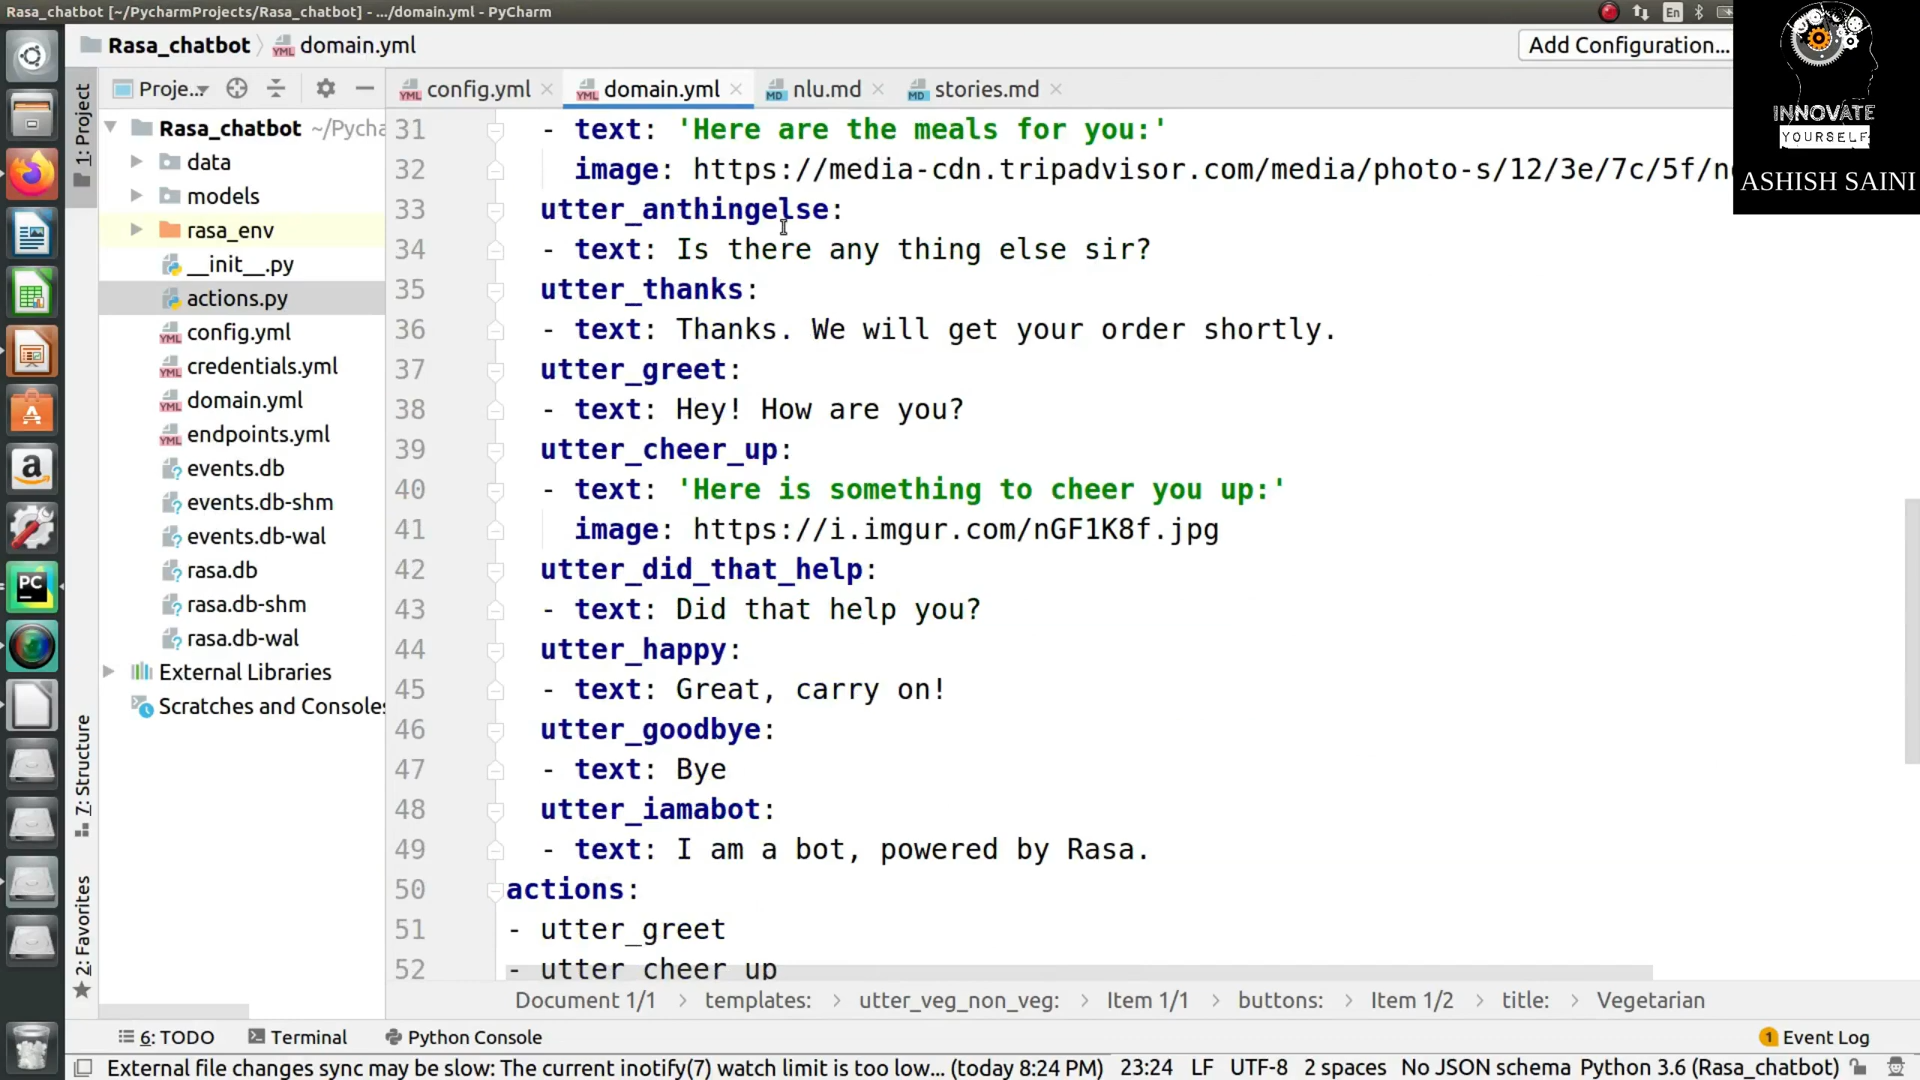 Rasa_chatbot [~/PycharmProjects/Rasa_chatbot] - .../domain.yml - PyCharm
En
Rasa_chatbot
domain.yml
Add Configuration...
INNOVATE
YOURSELF
ASHISH SAINI
1: Project
7: Structure
2: Favorites
Proje..
Rasa_chatbot ~/Pycha
data
models
rasa_env
__init__.py
actions.py
config.yml
credentials.yml
domain.yml
endpoints.yml
events.db
events.db-shm
events.db-wal
rasa.db
rasa.db-shm
rasa.db-wal
External Libraries
Scratches and Consoles
config.yml
domain.yml
nlu.md
stories.md
31 - text: 'Here are the meals for you:'
32 image: https://media-cdn.tripadvisor.com/media/photo-s/12/3e/7c/5f/n
33 utter_anthingelse:
34 - text: Is there any thing else sir?
35 utter_thanks:
36 - text: Thanks. We will get your order shortly.
37 utter_greet:
38 - text: Hey! How are you?
39 utter_cheer_up:
40 - text: 'Here is something to cheer you up:'
41 image: https://i.imgur.com/nGF1K8f.jpg
42 utter_did_that_help:
43 - text: Did that help you?
44 utter_happy:
45 - text: Great, carry on!
46 utter_goodbye:
47 - text: Bye
48 utter_iamabot:
49 - text: I am a bot, powered by Rasa.
50 actions:
51 - utter_greet
52 - utter_cheer_up
Document 1/1 > templates: > utter_veg_non_veg: > Item 1/1 > buttons: > Item 1/2 > title: > Vegetarian
6: TODO
Terminal
Python Console
1 Event Log
External file changes sync may be slow: The current inotify(7) watch limit is too low... (today 8:24 PM)
23:24 LF UTF-8 2 spaces No JSON schema Python 3.6 (Rasa_chatbot)